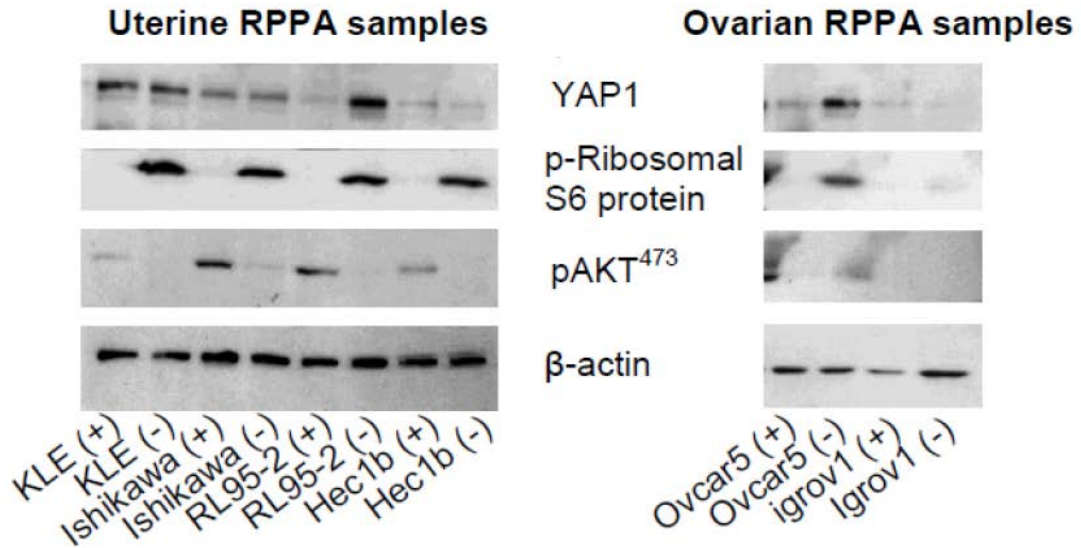 Uterine RPPA samples
Ovarian RPPA samples
YAP1
p-Ribosomal
S6 protein
pAKT473
β-actin
KLE (+)
KLE (-)
Ishikawa (+)
Ishikawa (-)
RL95-2 (+)
RL95-2 (-)
Hec1b (+)
Hec1b (-)
Ovcar5 (+)
Ovcar5 (-)
igrov1 (+)
Igrov1 (-)